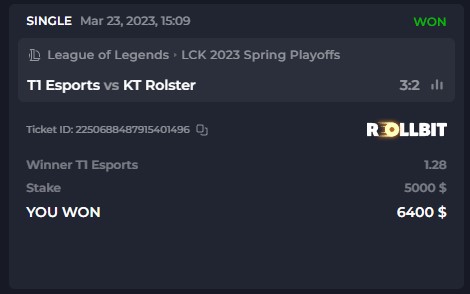 SINGLE Mar 23, 2023, 15:09 WON
League of Legends · LCK 2023 Spring Playoffs
T1 Esports vs KT Rolster 3:2
Ticket ID: 2250688487915401496 ROLLBIT
Winner T1 Esports 1.28
Stake 5000 $
YOU WON 6400 $